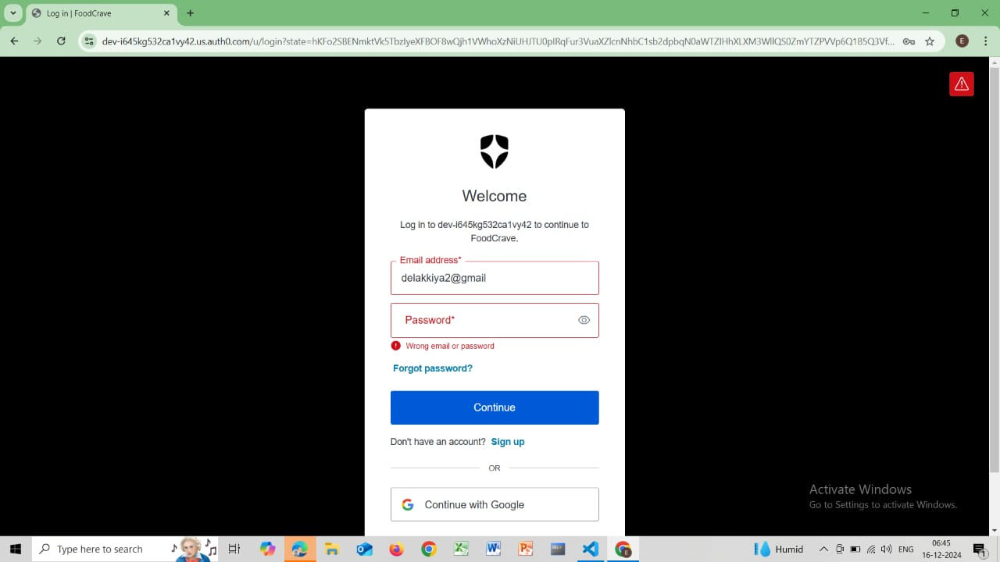 Log in | FoodCrave
dev-i645kg532ca1vy42.us.auth0.com/u/login?state=
E
Welcome
Log in to dev-i645kg532ca1vy42 to continue to
FoodCrave.
Email address*
delakkiya2@gmail
Password*
Wrong email or password
Forgot password?
Continue
Don't have an account? Sign up
OR
Continue with Google
Activate Windows
Go to Settings to activate Windows.
Type here to search
Humid
ENG
06:45
16-12-2024
1